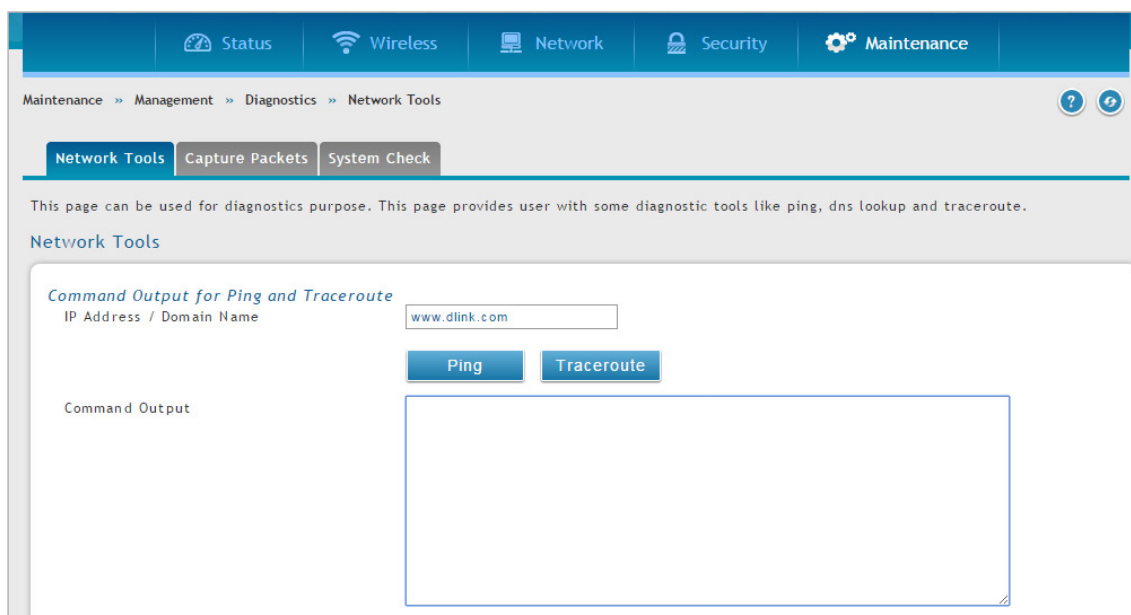 Status Wireless Network Security Maintenance
Maintenance » Management » Diagnostics » Network Tools
?
Network Tools Capture Packets System Check
This page can be used for diagnostics purpose. This page provides user with some diagnostic tools like ping, dns lookup and traceroute.
Network Tools
Command Output for Ping and Traceroute
IP Address / Domain Name www.dlink.com
Ping Traceroute
Command Output